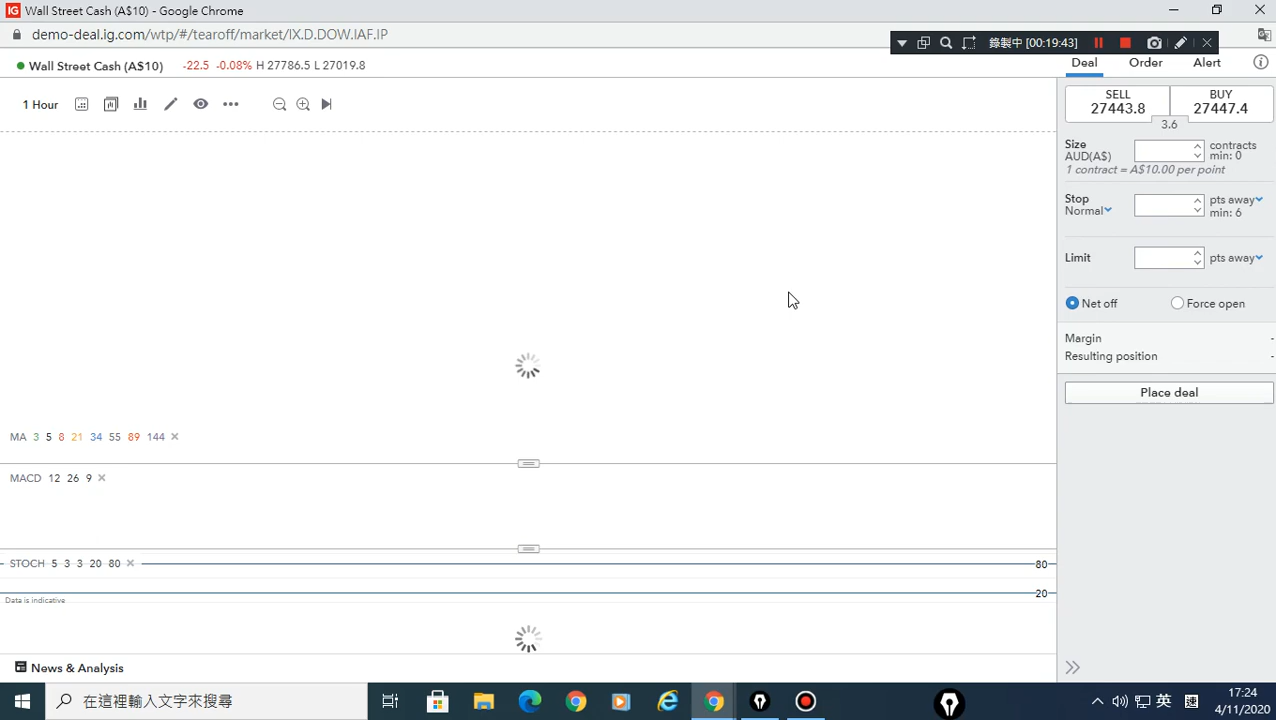 IG Wall Street Cash (A$10) - Google Chrome
demo-deal.ig.com/wtp/#/tearoff/market/IX.D.DOW.IAF.IP
錄製中 [00:19:43]
Wall Street Cash (A$10) -22.5 -0.08% H 27786.5 L 27019.8
Deal Order Alert
1 Hour
SELL BUY
27443.8 27447.4
3.6
Size contracts
AUD(A$) min: 0
1 contract = A$10.00 per point
Stop pts away
Normal min: 6
Limit pts away
Net off Force open
Margin -
Resulting position -
Place deal
MA 3 5 8 21 34 55 89 144
MACD 12 26 9
STOCH 5 3 3 20 80
80
20
Data is indicative
News & Analysis
在這裡輸入文字來搜尋
英
17:24
4/11/2020